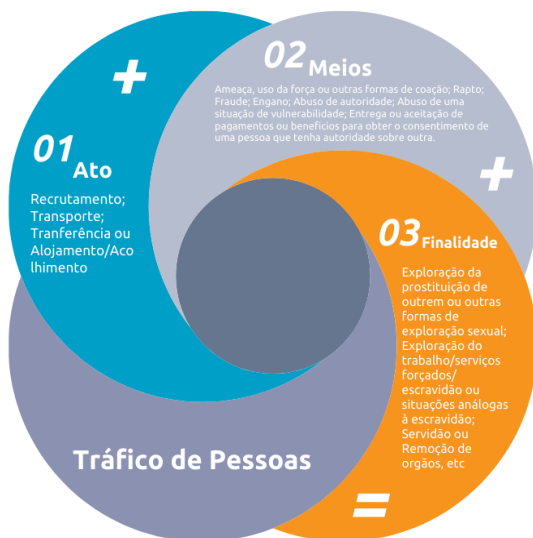 +
02 Meios
Ameaça, uso da força ou outras formas de coação; Rapto;
Fraude; Engano; Abuso de autoridade; Abuso de uma
situação de vulnerabilidade; Entrega ou aceitação de
pagamentos ou benefícios para obter o consentimento de
uma pessoa que tenha autoridade sobre outra.
+
01 Ato
Recrutamento;
Transporte;
Tranferência ou
Alojamento/Aco
lhimento
03 Finalidade
Exploração da
prostituição de
outrem ou outras
formas de
exploração sexual;
Exploração do
trabalho/serviços
forçados/
escravidão ou
situações análogas
à escravidão;
Servidão ou
Remoção de
orgãos, etc
=
Tráfico de Pessoas